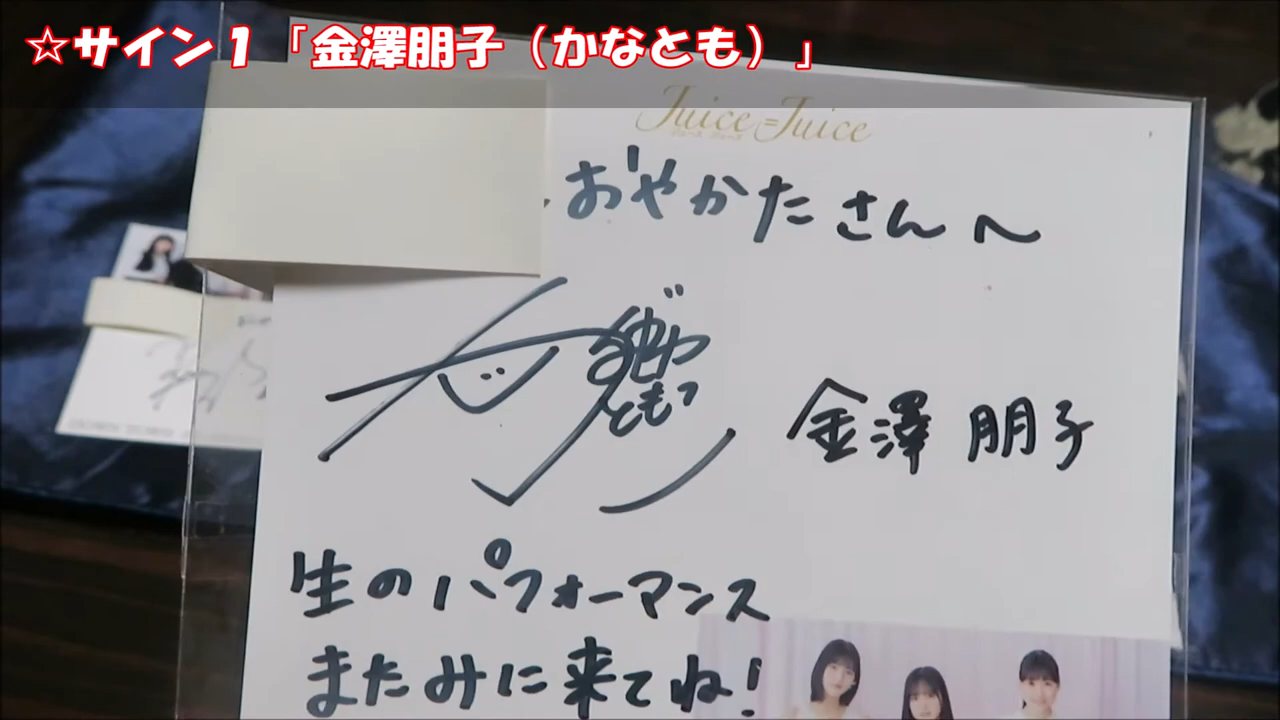 ☆サイン１「金澤朋子（かなとも）」
Juice=Juice
おやかたさんへ
金澤 朋子
生のパフォーマンス
またみに来てね!